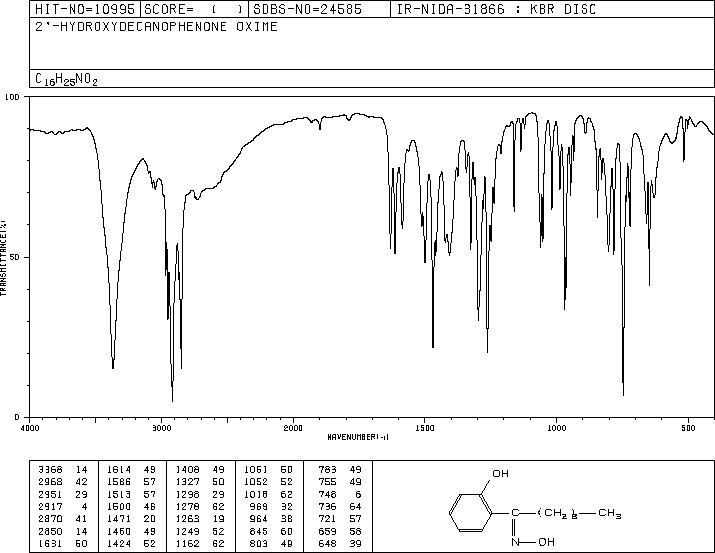 HIT-NO=10995 SCORE= ( ) SDBS-NO=24585 IR-NIDA-31866 : KBR DISC
2'-HYDROXYDECANOPHENONE OXIME
C16H25NO2
100
50
0
TRANSMITTANCE(%)
4000 3000 2000 1500 1000 500
WAVENUMBER(-1)
3368 14 1614 49 1408 49 1061 50 783 49
2968 42 1586 57 1327 50 1052 52 755 49
2951 29 1513 57 1298 29 1018 62 748 6
2917 4 1500 46 1278 62 969 32 736 64
2870 41 1471 20 1263 19 964 38 721 57
2850 14 1460 49 1249 52 845 60 659 58
1631 50 1424 52 1162 62 803 49 648 39
OH
C (CH2)8 CH3
N OH